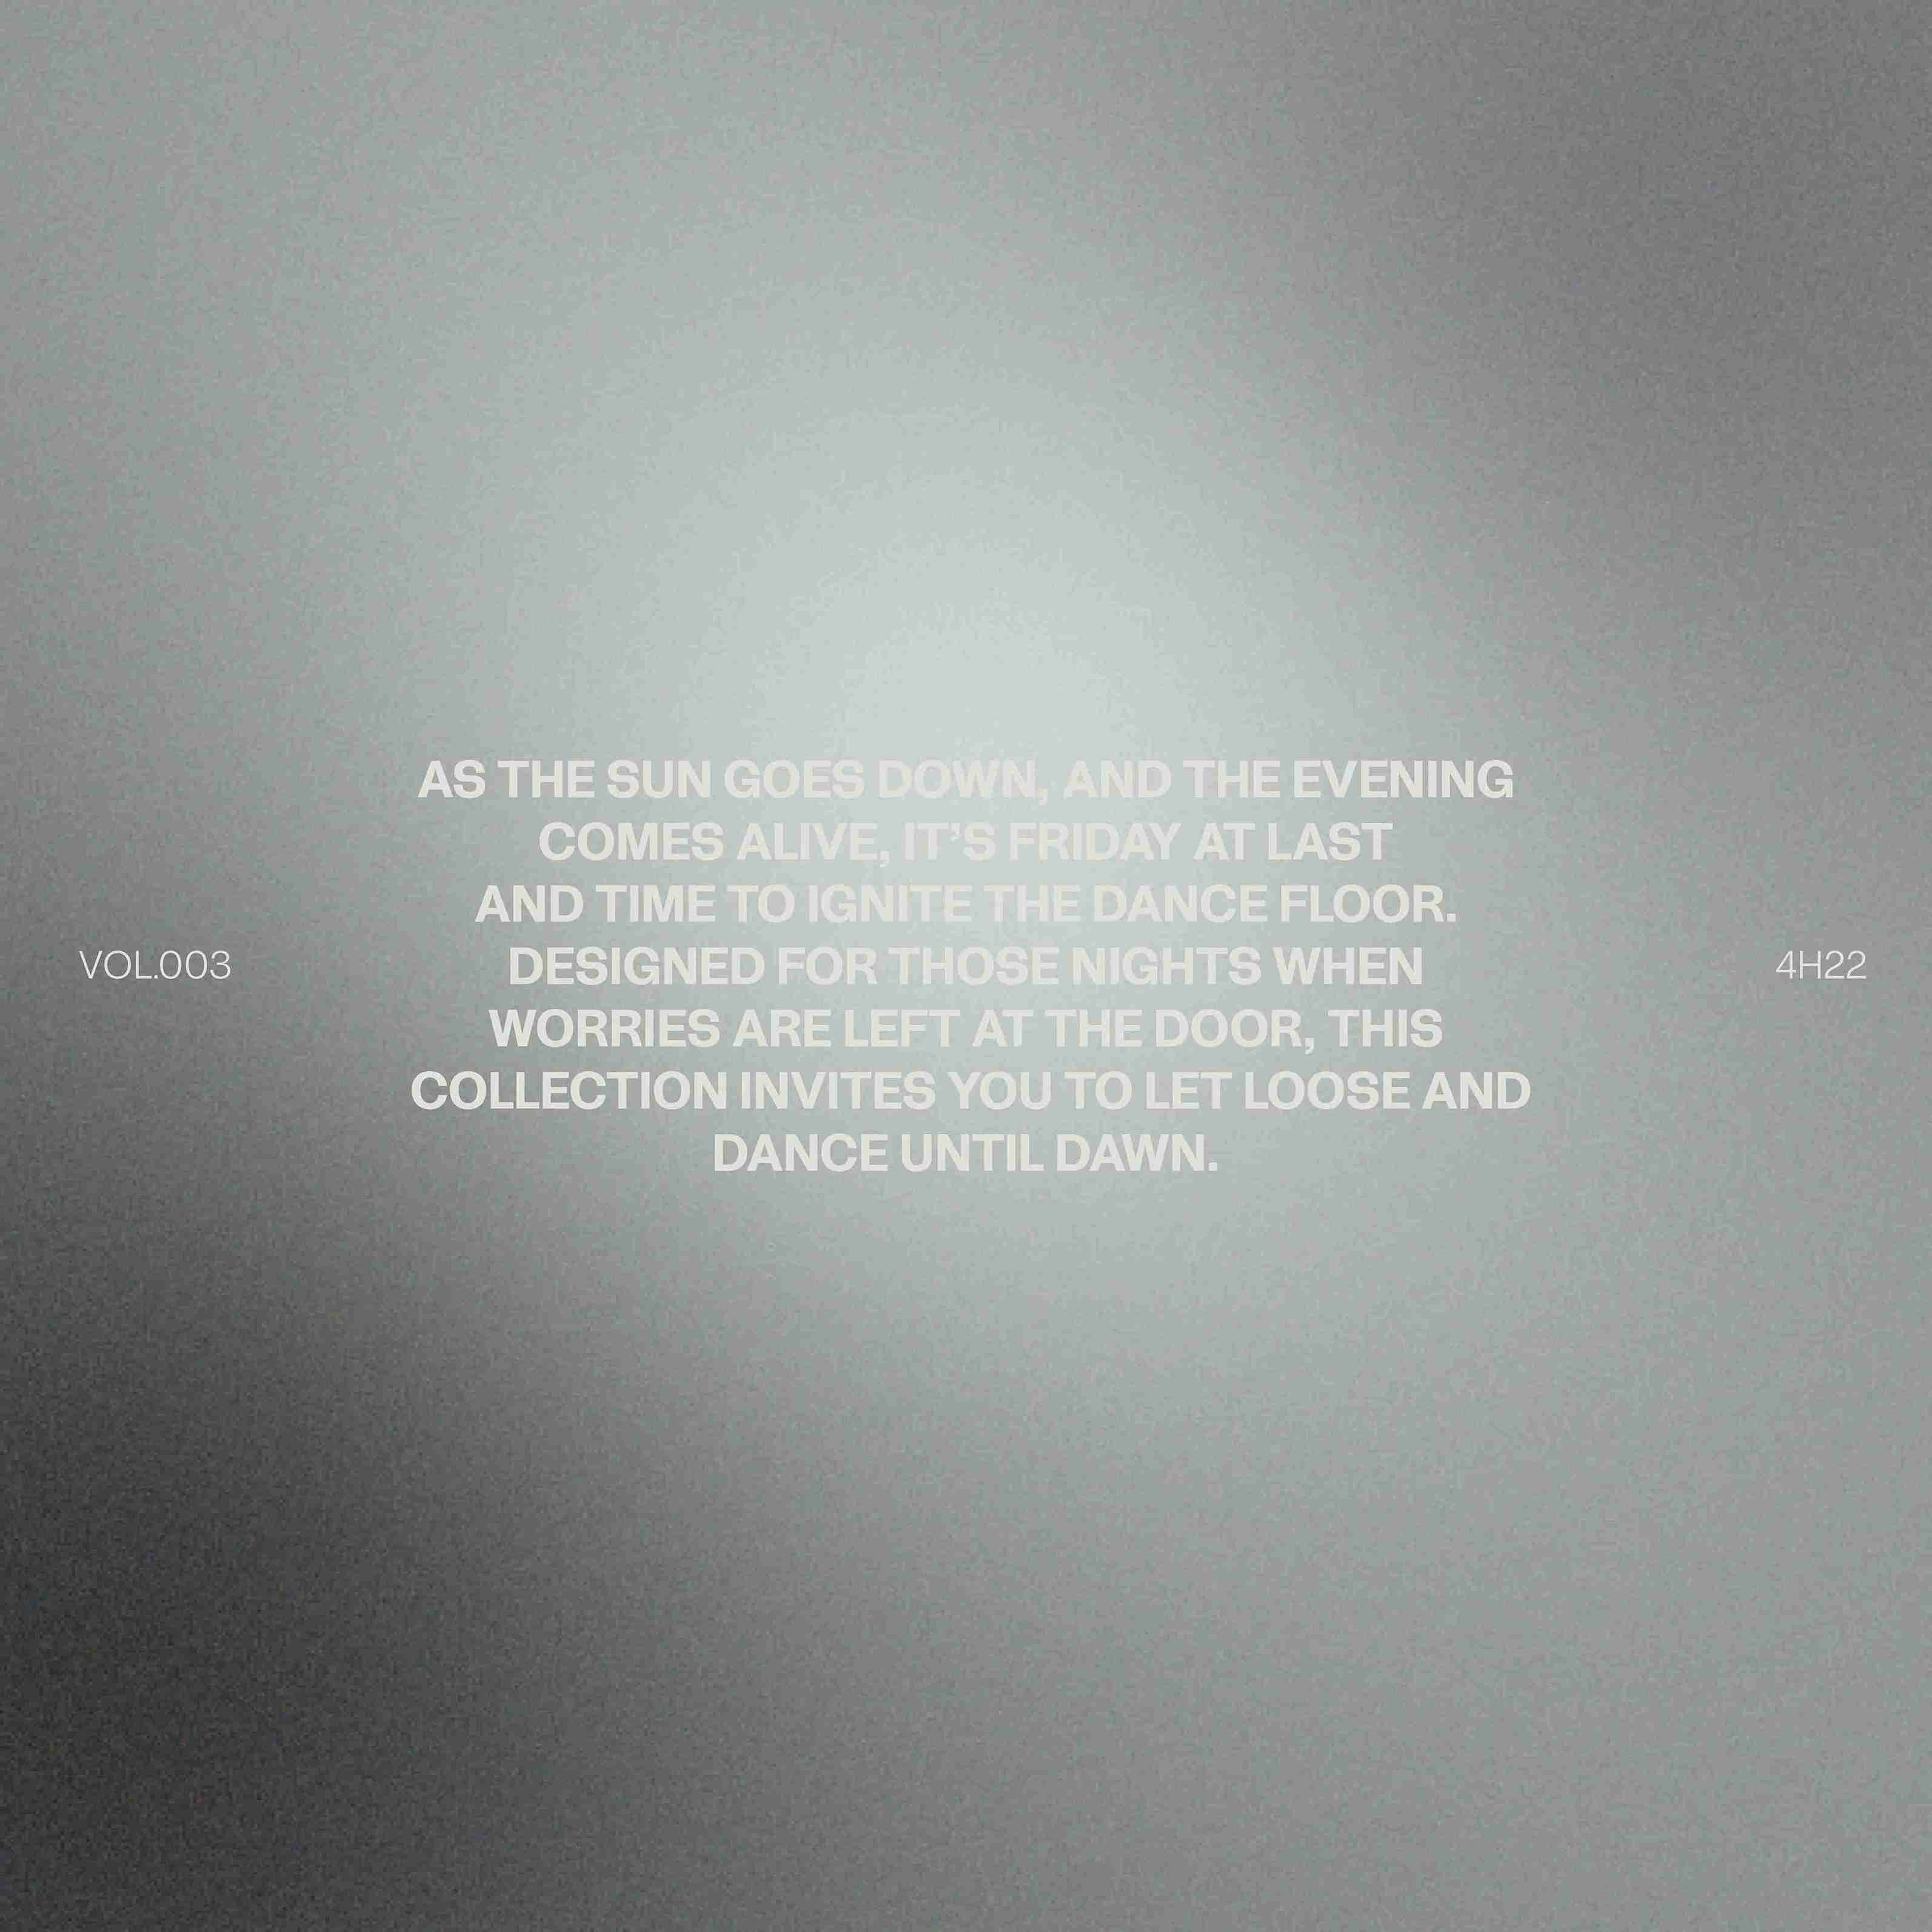 AS THE SUN GOES DOWN, AND THE EVENING
COMES ALIVE, IT’S FRIDAY AT LAST
AND TIME TO IGNITE THE DANCE FLOOR.
DESIGNED FOR THOSE NIGHTS WHEN
WORRIES ARE LEFT AT THE DOOR, THIS
COLLECTION INVITES YOU TO LET LOOSE AND
DANCE UNTIL DAWN.
VOL.003
4H22